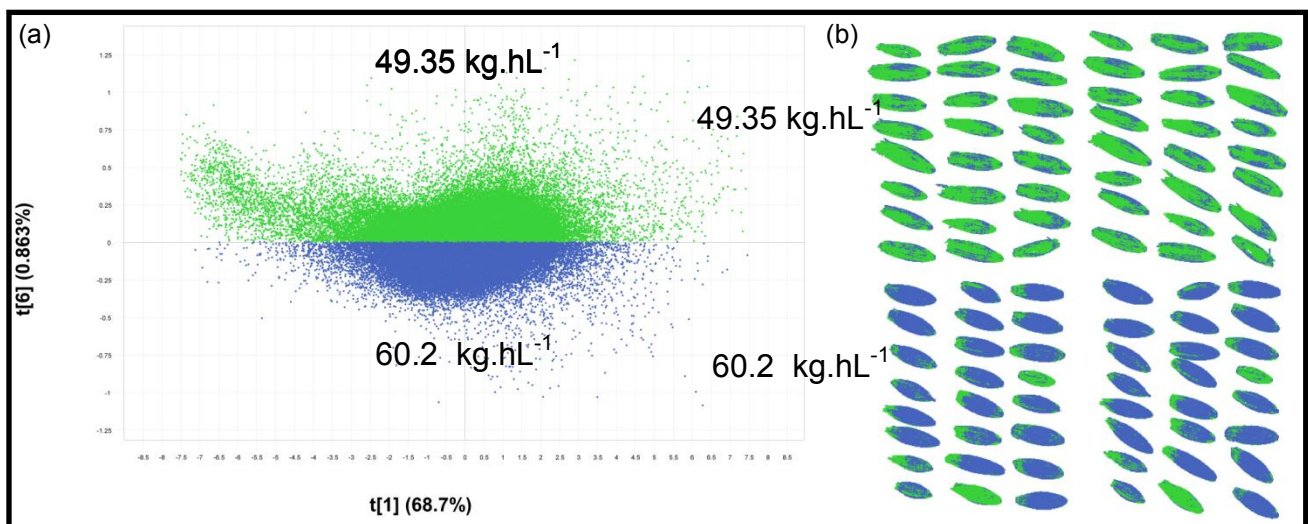 (a)
49.35 kg.hL⁻¹
60.2 kg.hL⁻¹
t[6] (0.863%)
1.25
1
0.75
0.5
0.25
0
-0.25
-0.5
-0.75
-1
-1.25
-8.5 -8 -7.5 -7 -6.5 -6 -5.5 -5 -4.5 -4 -3.5 -3 -2.5 -2 -1.5 -1 -0.5 0 0.5 1 1.5 2 2.5 3 3.5 4 4.5 5 5.5 6 6.5 7 7.5 8 8.5
t[1] (68.7%)
(b)
49.35 kg.hL⁻¹
60.2 kg.hL⁻¹